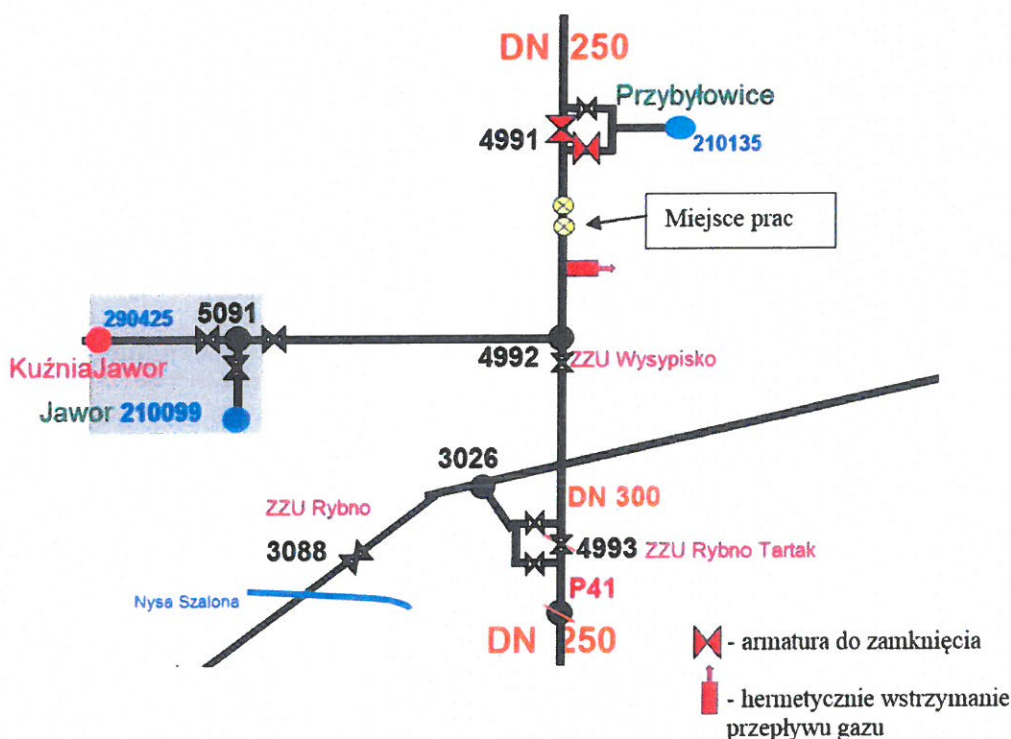 DN 250
Przybyłowice
4991
210135
Miejsce prac
5091
290425
KuźniaJawor
4992
ZZU Wysypisko
Jawor 210099
3026
DN 300
ZZU Rybno
3088
4993 ZZU Rybno Tartak
P41
Nysa Szalona
DN 250
- armatura do zamknięcia
- hermetycznie wstrzymanie
przepływu gazu